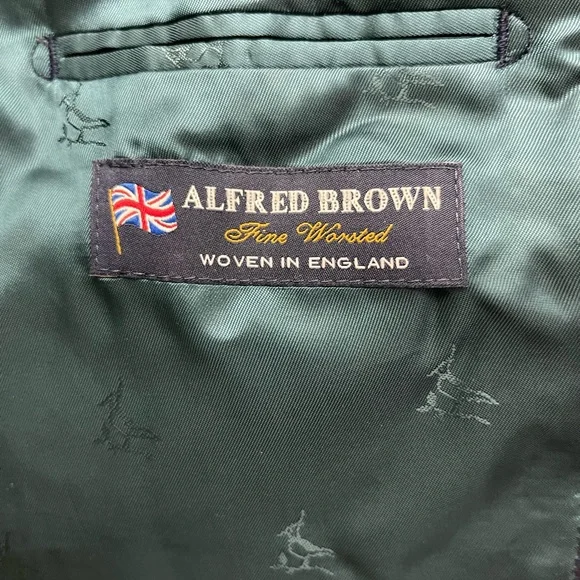 ALFRED BROWN
Fine Worsted
WOVEN IN ENGLAND